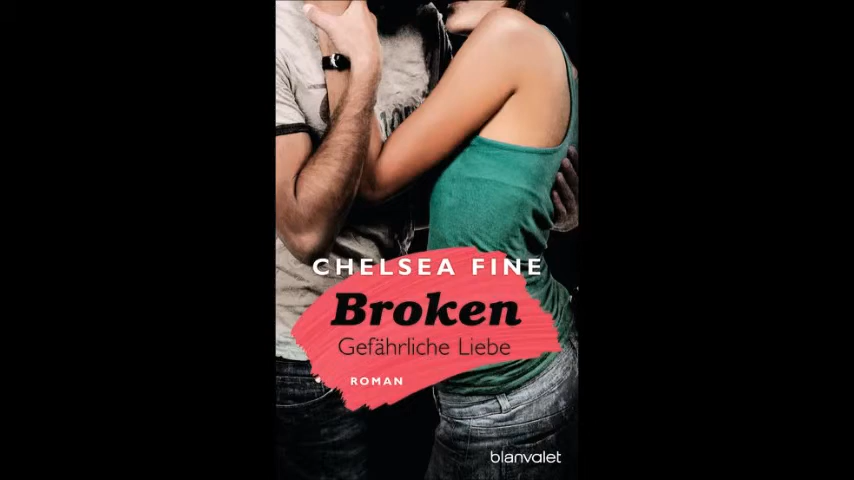 CHELSEA FINE
Broken
Gefährliche Liebe
ROMAN
blanvalet